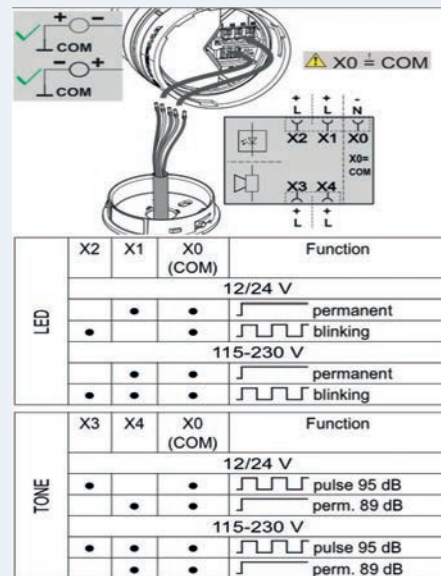 + -
COM
- +
COM
X0 = COM
+ + -
L L N
X2 X1 X0
X0=
COM
X3 X4
+ +
L L
LED
X2 X1 X0 (COM) Function
12/24 V
permanent
blinking
115-230 V
permanent
blinking
TONE
X3 X4 X0 (COM) Function
12/24 V
pulse 95 dB
perm. 89 dB
115-230 V
pulse 95 dB
perm. 89 dB